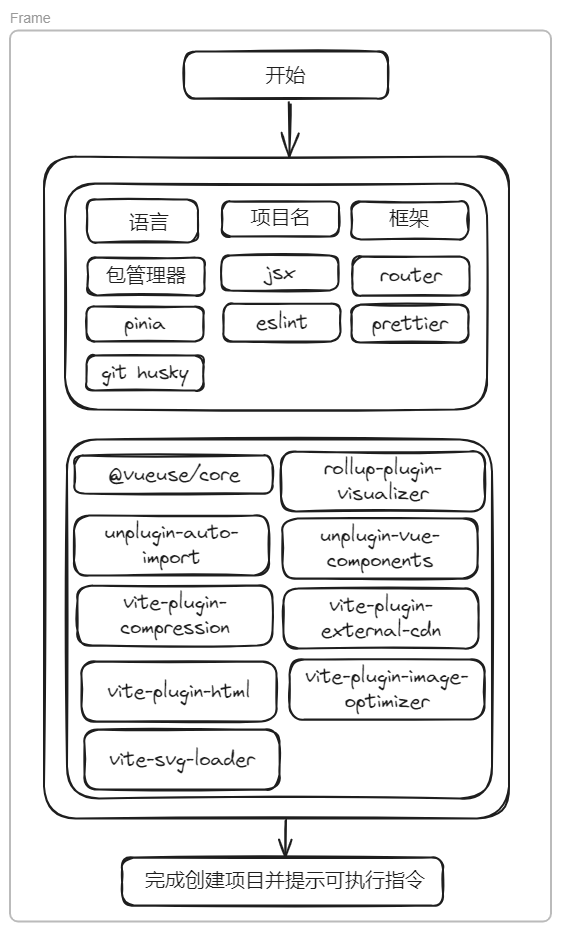 Frame
开始
语言
项目名
框架
包管理器
jsx
router
pinia
eslint
prettier
git husky
@vueuse/core
rollup-plugin-
visualizer
unplugin-auto-
import
unplugin-vue-
components
vite-plugin-
compression
vite-plugin-
external-cdn
vite-plugin-html
vite-plugin-image-
optimizer
vite-svg-loader
完成创建项目并提示可执行指令